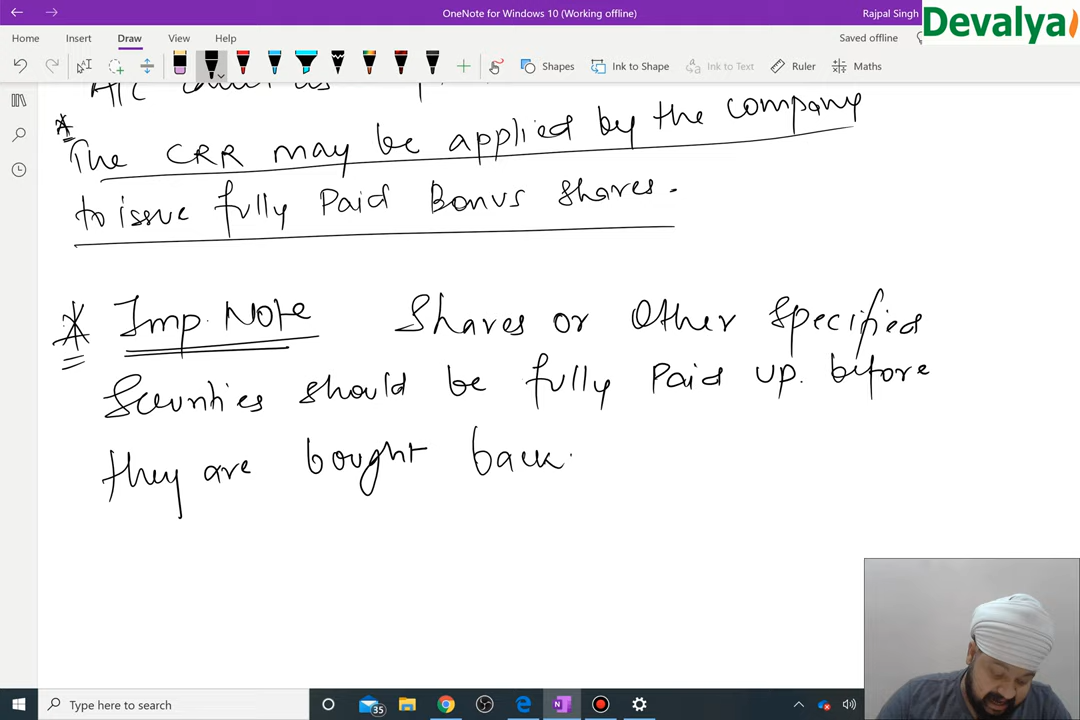 OneNote for Windows 10 (Working offline)
Rajpal Singh
Devalya
Home Insert Draw View Help
Saved offline
Shapes Ink to Shape Ink to Text Ruler Maths
A/C
The CRR may be applied by the company
to issue fully Paid Bonus shares.
Imp. Note Shares or Other Specified
Securities should be fully Paid up. before
they are bought back.
Type here to search
35